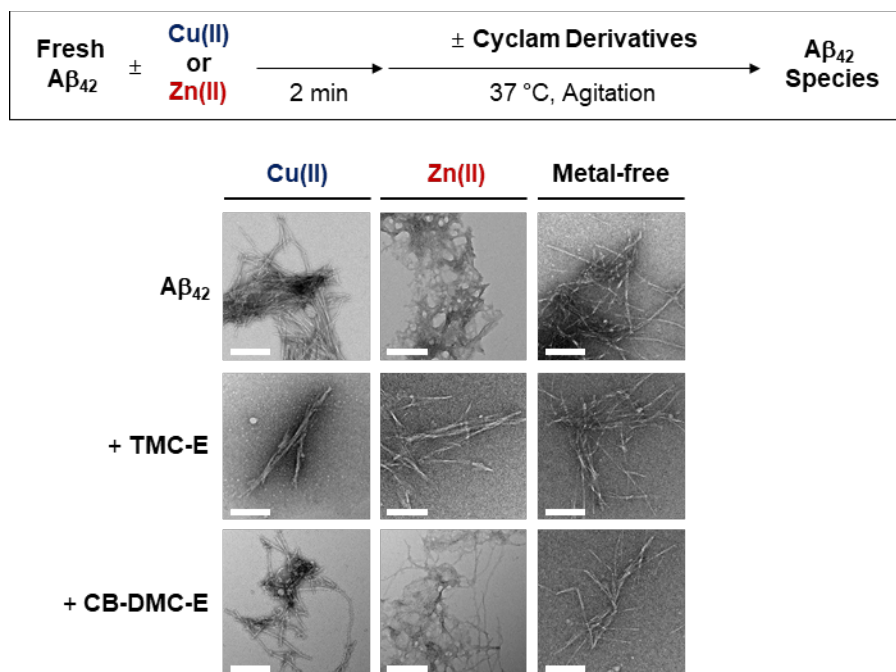 Fresh
Aβ₄₂
±
Cu(II)
or
Zn(II)
2 min
± Cyclam Derivatives
37 °C, Agitation
Aβ₄₂
Species
Cu(II) Zn(II) Metal-free
Aβ₄₂
+ TMC-E
+ CB-DMC-E